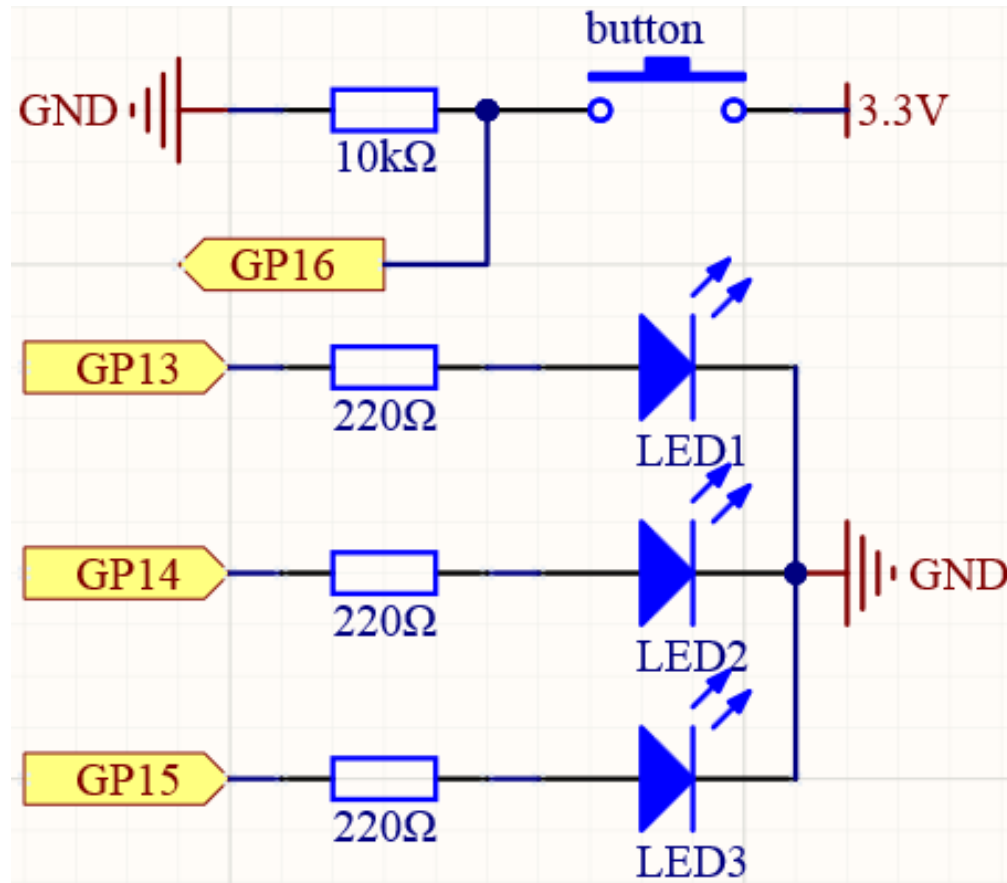 button
GND
3.3V
10kΩ
GP16
GP13
220Ω
LED1
GP14
GND
220Ω
LED2
GP15
220Ω
LED3